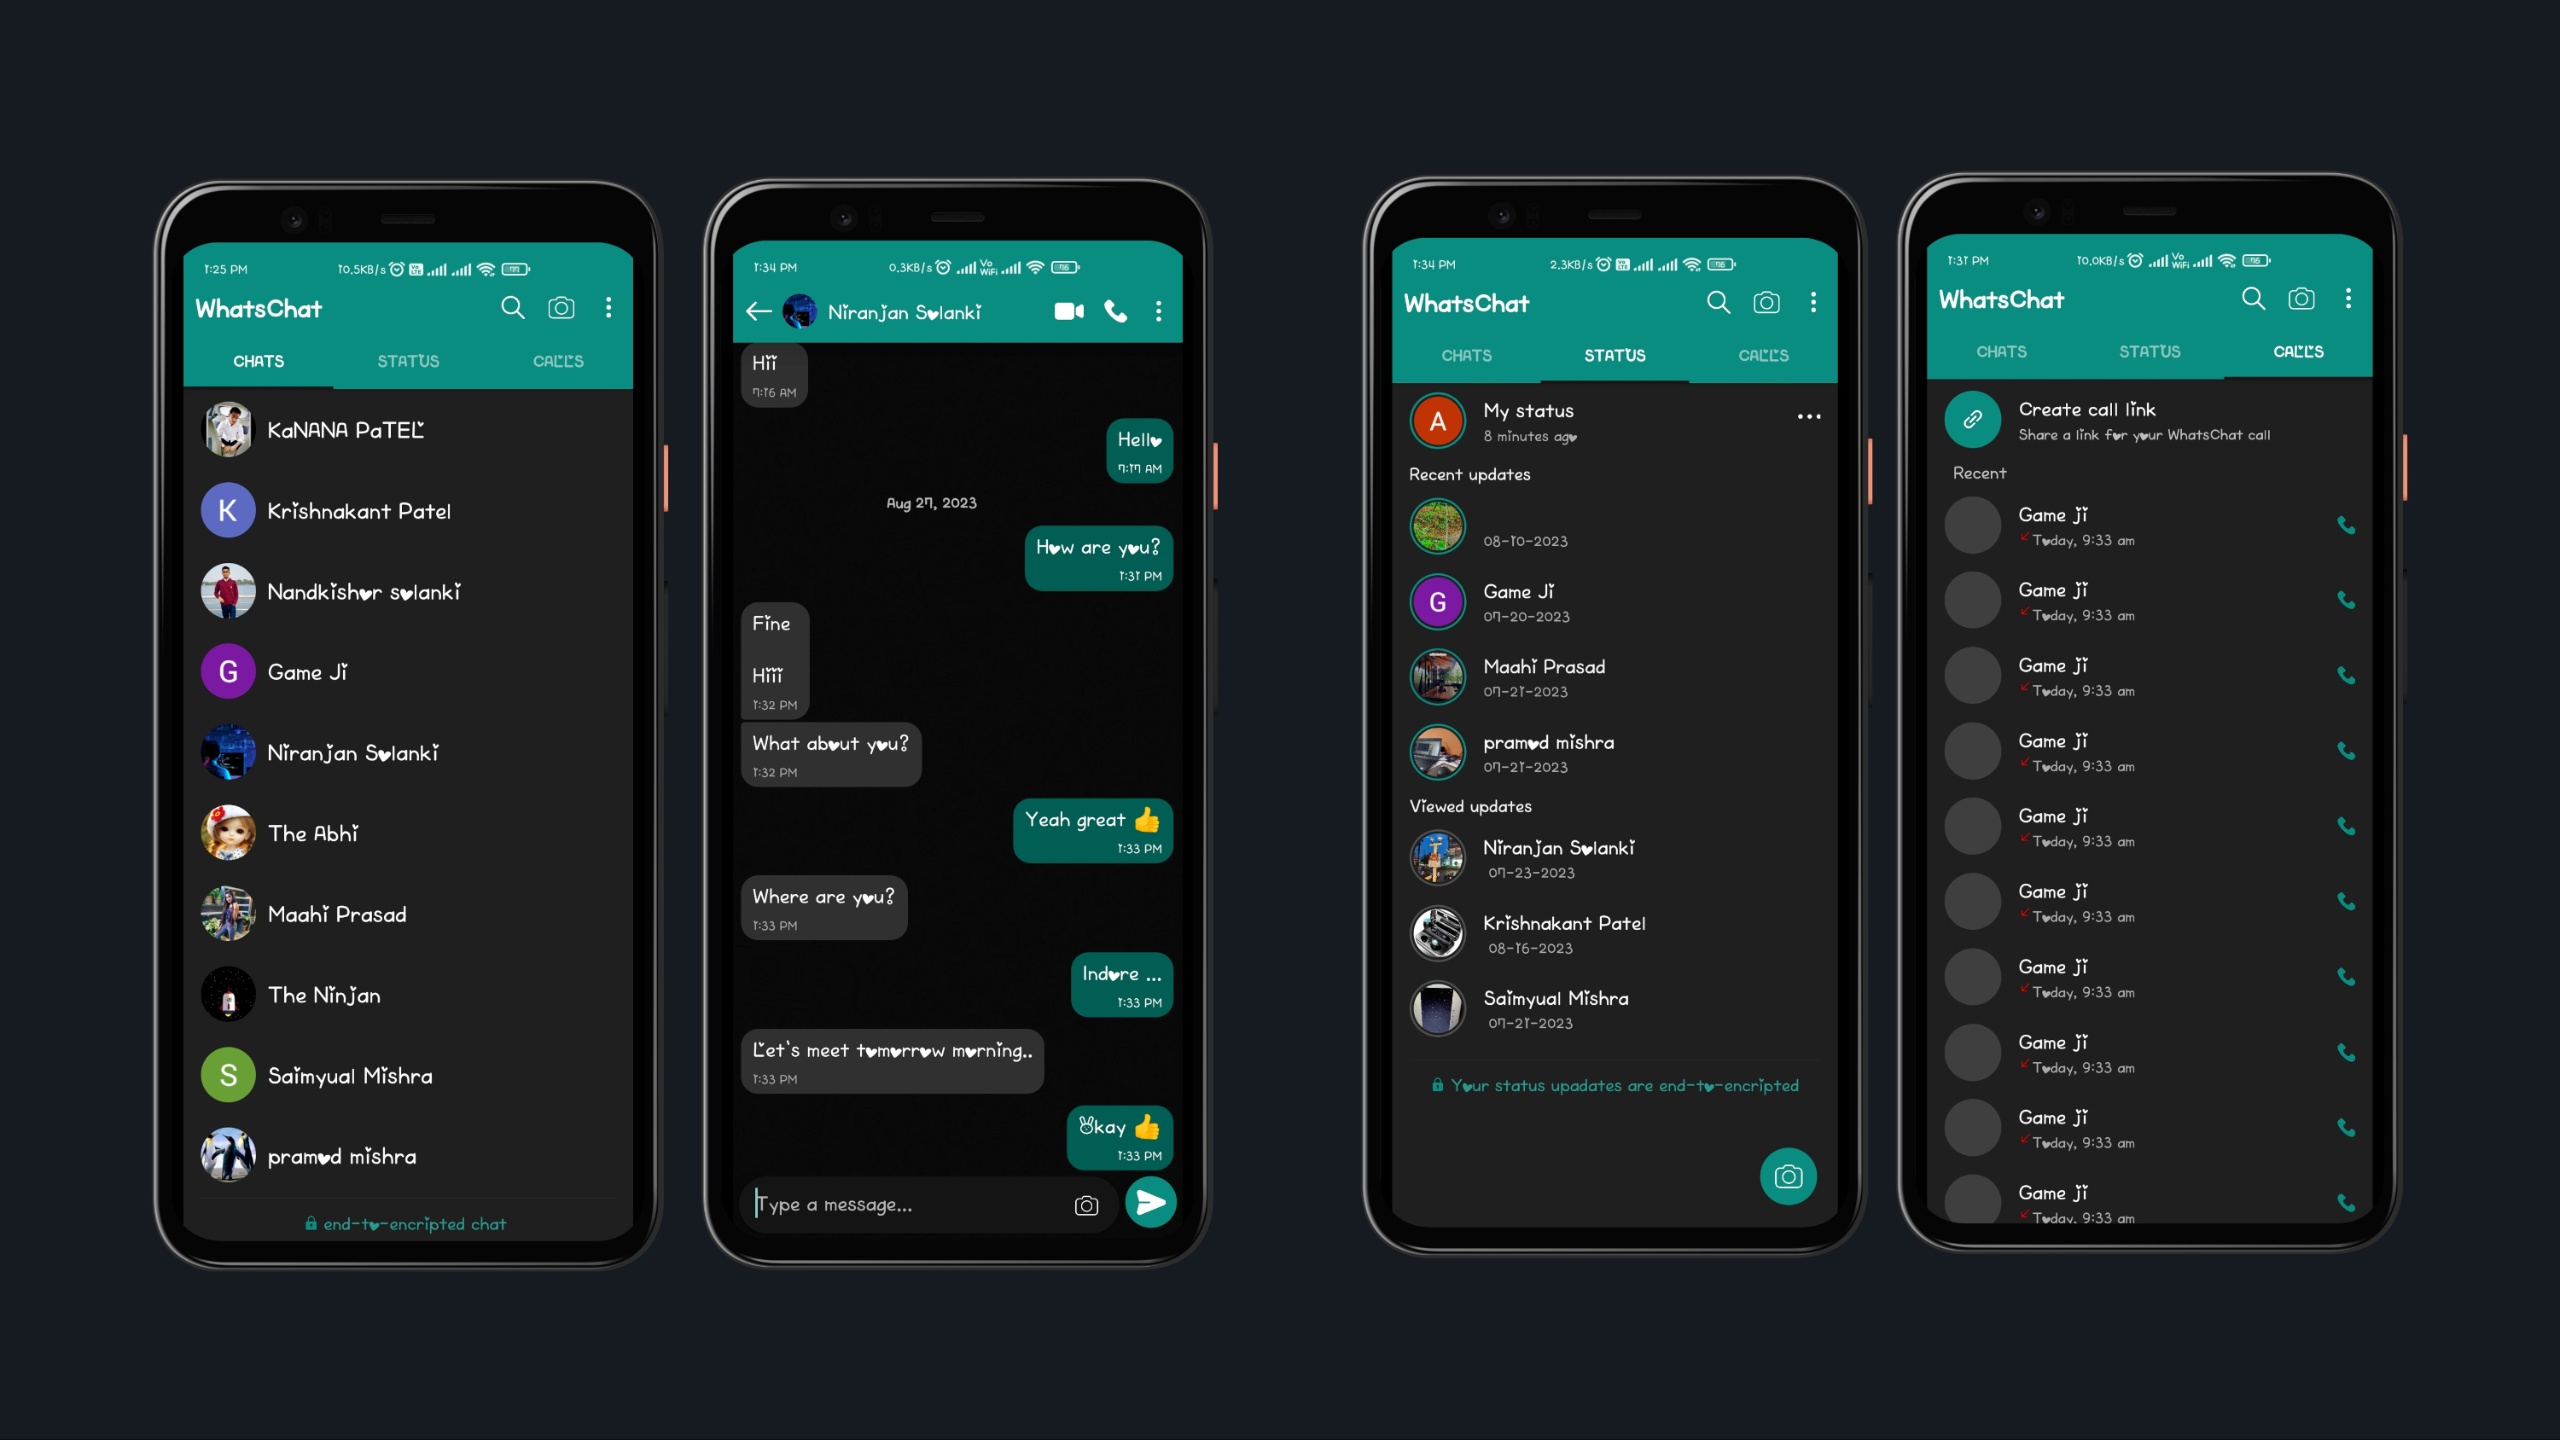 1:25 PM
10.5KB/s
WhatsChat
CHATS STATUS CALLS
KaNANA PaTEL
K Krishnakant Patel
Nandkishor solanki
G Game Ji
Niranjan Solanki
The Abhi
Maahi Prasad
The Ninjan
S Saimyual Mishra
pramod mishra
end-to-encripted chat
1:34 PM
0.3KB/s Vo WiFi
Niranjan Solanki
Hii
7:16 AM
Hello
7:17 AM
Aug 27, 2023
How are you?
1:31 PM
Fine
Hiii
1:32 PM
What about you?
1:32 PM
Yeah great 👍
1:33 PM
Where are you?
1:33 PM
Indore ...
1:33 PM
Let's meet tomorrow morning..
1:33 PM
Okay 👍
1:33 PM
Type a message...
1:34 PM
2.3KB/s
WhatsChat
CHATS STATUS CALLS
A My status
8 minutes ago
Recent updates
08-10-2023
G Game Ji
07-20-2023
Maahi Prasad
07-21-2023
pramod mishra
07-21-2023
Viewed updates
Niranjan Solanki
07-23-2023
Krishnakant Patel
08-16-2023
Saimyual Mishra
07-21-2023
Your status upadates are end-to-encripted
1:31 PM
10.0KB/s Vo WiFi
WhatsChat
CHATS STATUS CALLS
Create call link
Share a link for your WhatsChat call
Recent
Game ji
Today, 9:33 am
Game ji
Today, 9:33 am
Game ji
Today, 9:33 am
Game ji
Today, 9:33 am
Game ji
Today, 9:33 am
Game ji
Today, 9:33 am
Game ji
Today, 9:33 am
Game ji
Today, 9:33 am
Game ji
Today, 9:33 am
Game ji
Today, 9:33 am